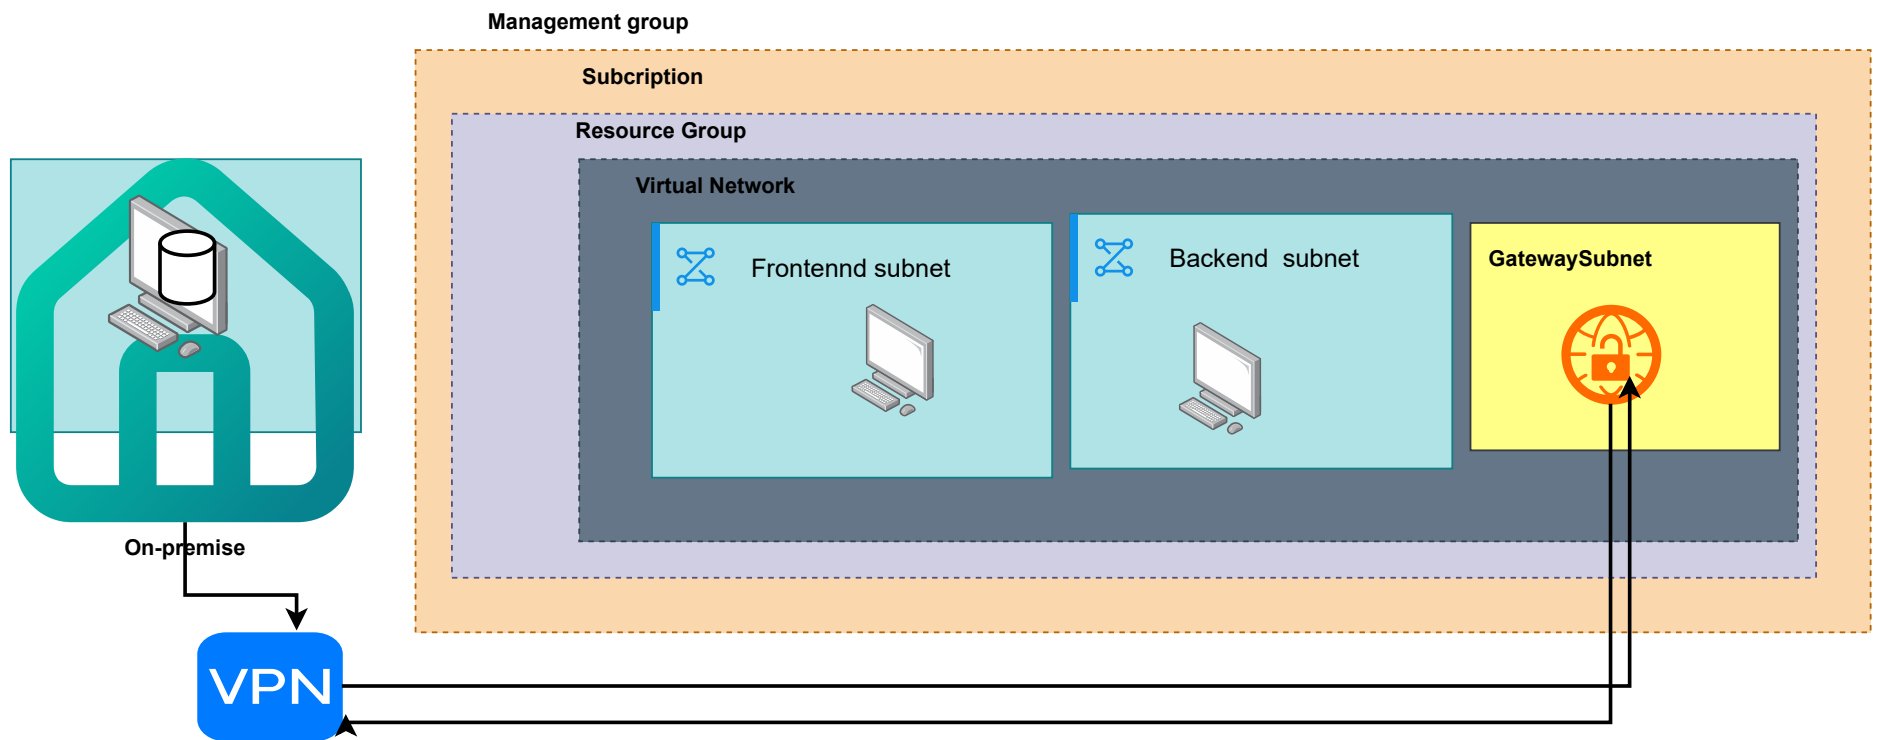 Management group
Subcription
Resource Group
Virtual Network
Frontennd subnet
Backend  subnet
GatewaySubnet
On-premise
VPN